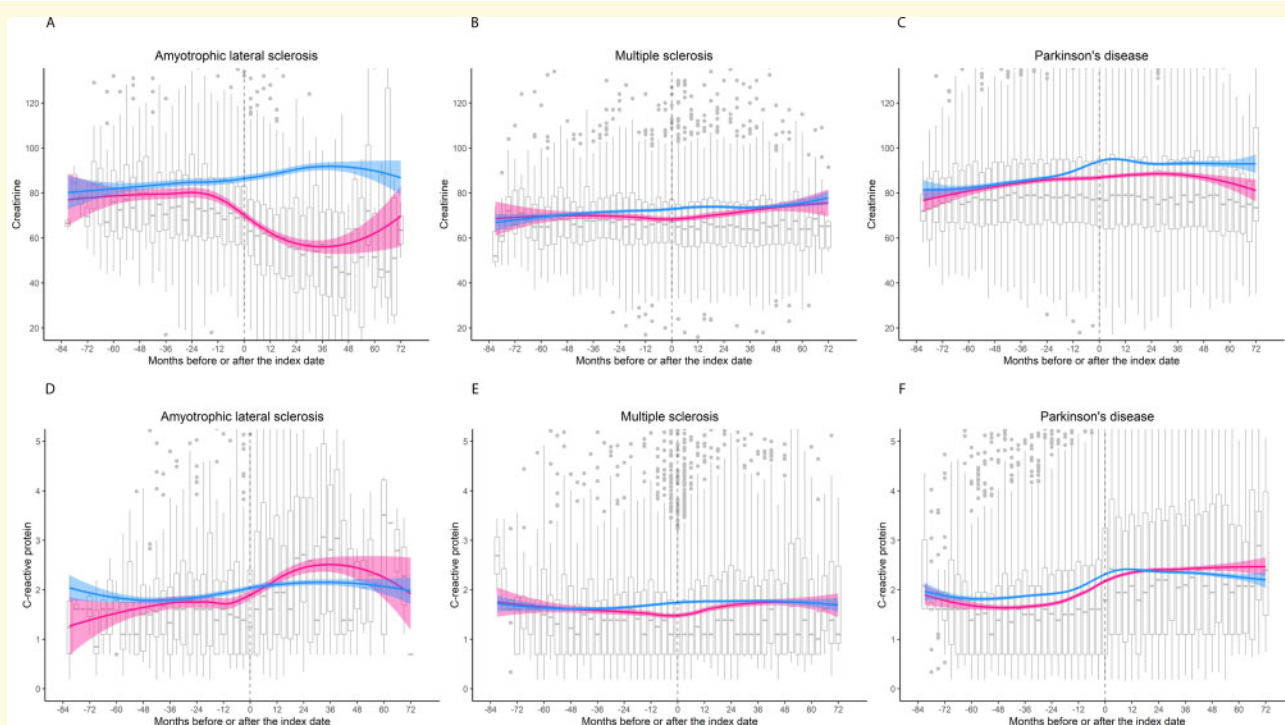 A
B
C
Amyotrophic lateral sclerosis
Multiple sclerosis
Parkinson's disease
Creatinine
120
100
80
60
40
20
-84 -72 -60 -48 -36 -24 -12 0 12 24 36 48 60 72
Months before or after the index date
Creatinine
120
100
80
60
40
20
-84 -72 -60 -48 -36 -24 -12 0 12 24 36 48 60 72
Months before or after the index date
Creatinine
120
100
80
60
40
20
-84 -72 -60 -48 -36 -24 -12 0 12 24 36 48 60 72
Months before or after the index date
D
E
F
Amyotrophic lateral sclerosis
Multiple sclerosis
Parkinson's disease
C-reactive protein
5
4
3
2
1
0
-84 -72 -60 -48 -36 -24 -12 0 12 24 36 48 60 72
Months before or after the index date
C-reactive protein
5
4
3
2
1
0
-84 -72 -60 -48 -36 -24 -12 0 12 24 36 48 60 72
Months before or after the index date
C-reactive protein
5
4
3
2
1
0
-84 -72 -60 -48 -36 -24 -12 0 12 24 36 48 60 72
Months before or after the index date